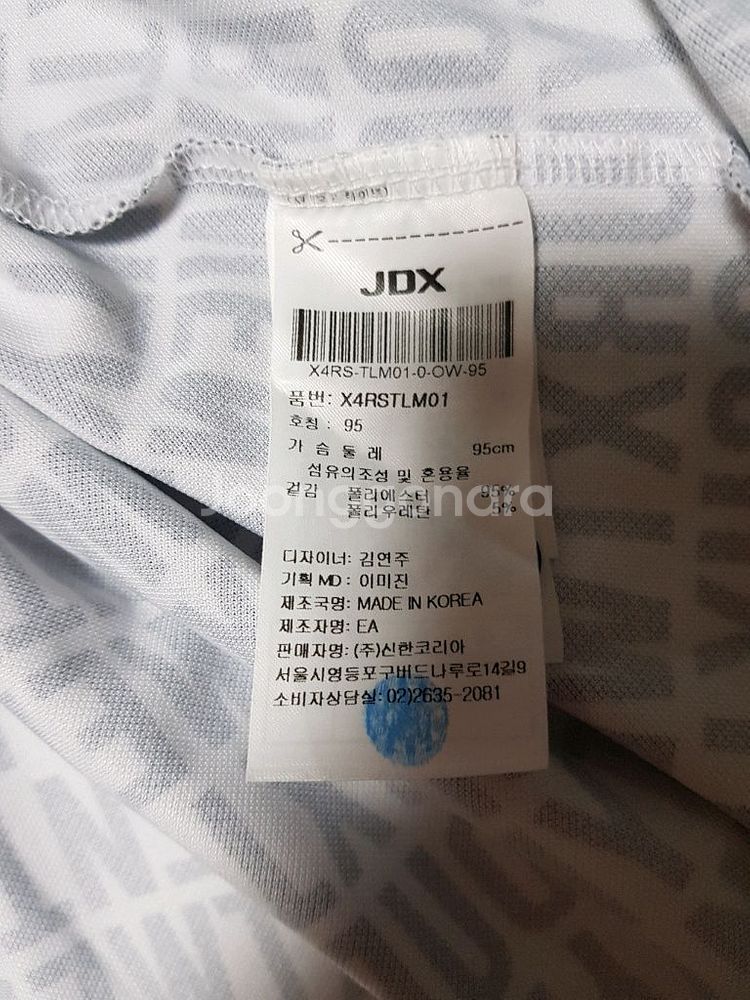 JDX
X4RS-TLM01-0-OW-95
품번: X4RSTLM01
호칭 : 95
가 슴 둘 레 95cm
섬유의조성 및 혼용율
겉감 폴리에스터 95%
폴리우레탄 5%
Joonggonara
디자이너: 김연주
기획 MD : 이미진
제조국명: MADE IN KOREA
제조자명: EA
판매자명: (주)신한코리아
서울시영등포구버드나루로14길9
소비자상담실: 02)2635-2081